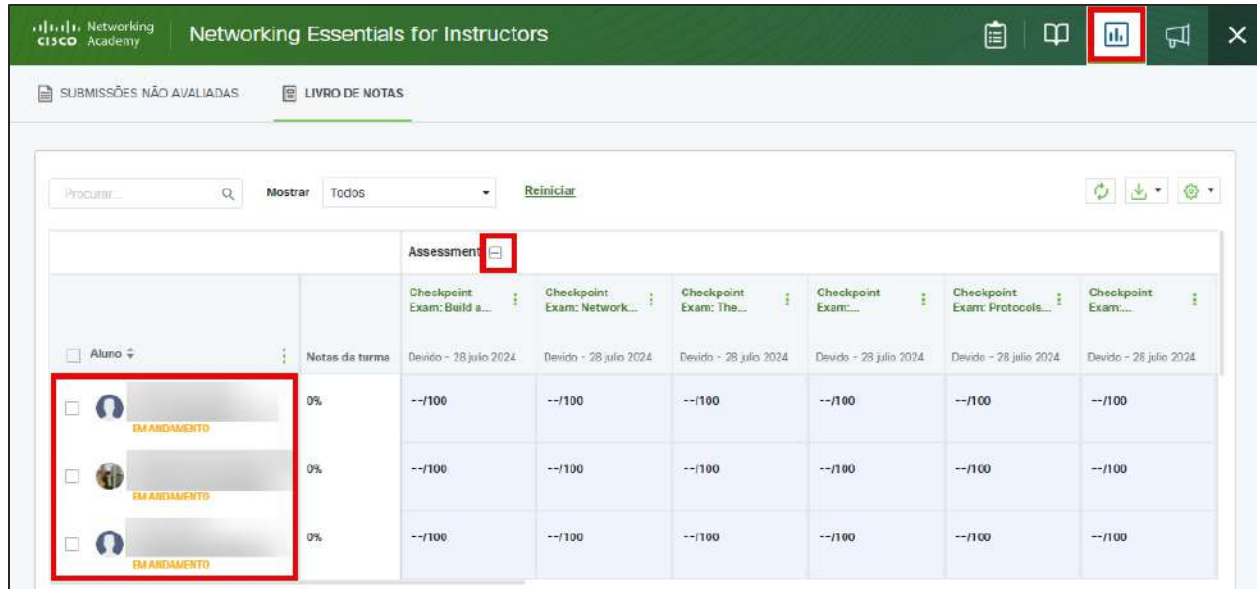 Networking
CISCO Academy
Networking Essentials for Instructors
SUBMISSÕES NÃO AVALIADAS
LIVRO DE NOTAS
Procurar...
Mostrar
Todos
Reiniciar
Assessment
Checkpoint
Exam: Build a...
Checkpoint
Exam: Network...
Checkpoint
Exam: The...
Checkpoint
Exam:...
Checkpoint
Exam: Protocols...
Checkpoint
Exam:...
Aluno
Notas da turma
Devido - 28 julio 2024
Devido - 28 julio 2024
Devido - 28 julio 2024
Devido - 28 julio 2024
Devido - 28 julio 2024
Devido - 28 julio 2024
EM ANDAMENTO
0%
--/100
--/100
--/100
--/100
--/100
--/100
EM ANDAMENTO
0%
--/100
--/100
--/100
--/100
--/100
--/100
EM ANDAMENTO
0%
--/100
--/100
--/100
--/100
--/100
--/100